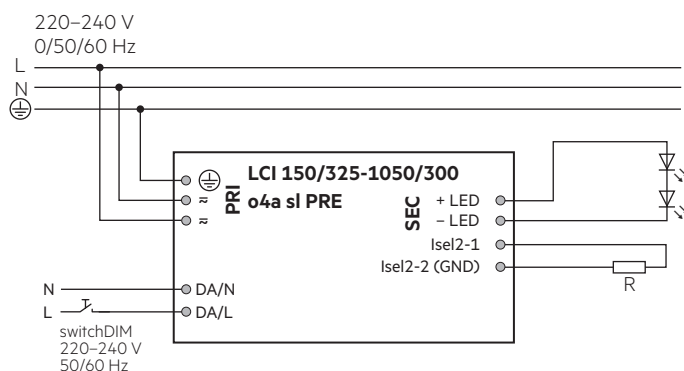 220–240 V
0/50/60 Hz
L
N
LCI 150/325-1050/300
o4a sl PRE
PRI
≂
≂
SEC
+ LED
– LED
Isel2-1
Isel2-2 (GND)
R
N
DA/N
L
DA/L
switchDIM
220–240 V
50/60 Hz